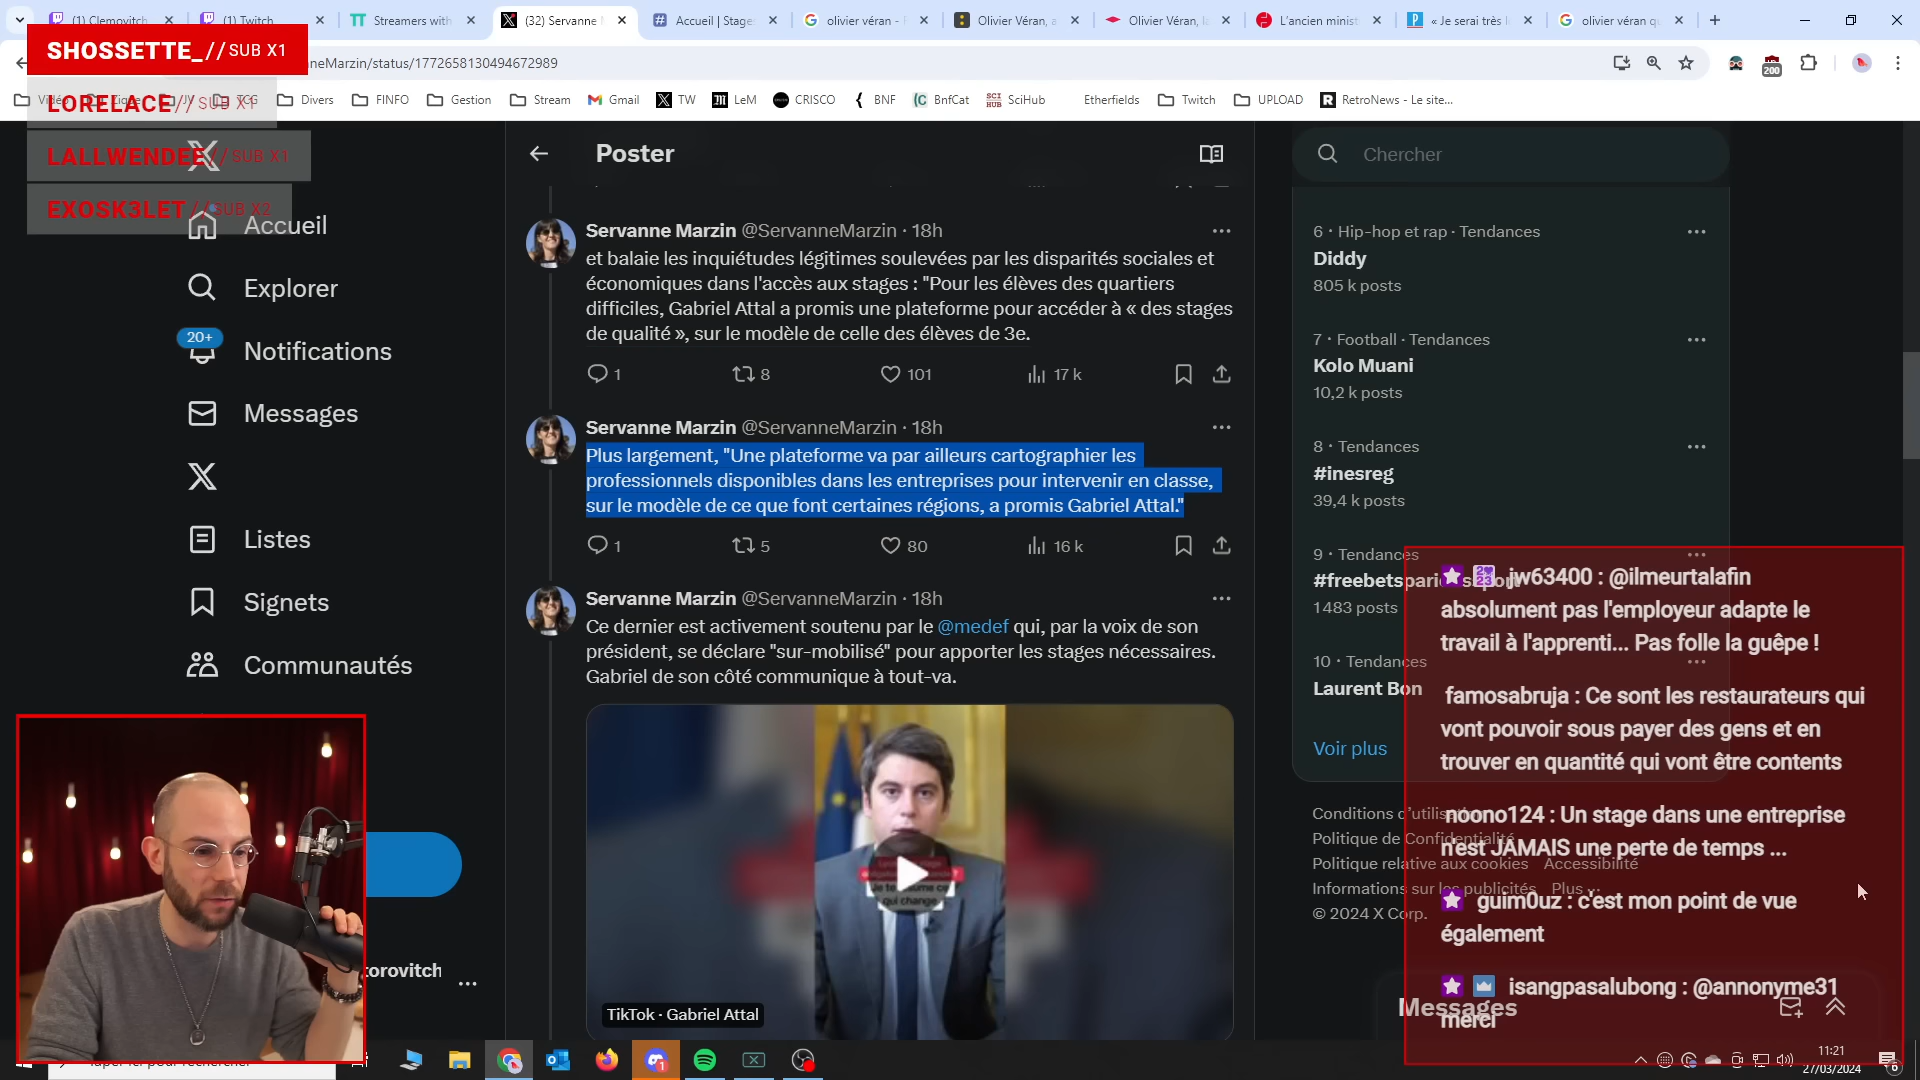 (1) Clemovitch
(1) Twitch
Streamers with
(32) Servanne
Accueil | Stage
olivier véran -
Olivier Véran, a
Olivier Véran, l
L'ancien minist
« Je serai très
olivier véran q
SHOSSETTE_// SUB X1
neMarzin/status/1772658130494672989
200
LORELACE// SUB X1
TCG
Divers
FINFO
Gestion
Stream
Gmail
TW
LeM
CRISCO
BNF
BnfCat
SciHub
Etherfields
Twitch
UPLOAD
RetroNews - Le site...
LALLWENDEE// SUB X1
EXOSK3LET// SUB X2
Accueil
Explorer
20+
Notifications
Messages
Listes
Signets
Communautés
torovitch
Poster
Servanne Marzin @ServanneMarzin · 18h
et balaie les inquiétudes légitimes soulevées par les disparités sociales et
économiques dans l'accès aux stages : "Pour les élèves des quartiers
difficiles, Gabriel Attal a promis une plateforme pour accéder à « des stages
de qualité », sur le modèle de celle des élèves de 3e.
1 8 101 17 k
Servanne Marzin @ServanneMarzin · 18h
Plus largement, "Une plateforme va par ailleurs cartographier les
professionnels disponibles dans les entreprises pour intervenir en classe,
sur le modèle de ce que font certaines régions, a promis Gabriel Attal."
1 5 80 16 k
Servanne Marzin @ServanneMarzin · 18h
Ce dernier est activement soutenu par le @medef qui, par la voix de son
président, se déclare "sur-mobilisé" pour apporter les stages nécessaires.
Gabriel de son côté communique à tout-va.
Je te résume ce
qui change
TikTok · Gabriel Attal
Chercher
6 · Hip-hop et rap · Tendances
Diddy
805 k posts
7 · Football · Tendances
Kolo Muani
10,2 k posts
8 · Tendances
#inesreg
39,4 k posts
9 · Tendances
#freebetsparionssport
1 483 posts
10 · Tendances
Laurent Bon
Voir plus
Conditions d'utilisation
Politique de Confidentialité
Politique relative aux cookies Accessibilité
Informations sur les publicités Plus...
© 2024 X Corp.
Messages
jw63400 : @ilmeurtalafin
absolument pas l'employeur adapte le
travail à l'apprenti... Pas folle la guêpe !
famosabruja : Ce sont les restaurateurs qui
vont pouvoir sous payer des gens et en
trouver en quantité qui vont être contents
nono124 : Un stage dans une entreprise
n'est JAMAIS une perte de temps ...
guim0uz : c'est mon point de vue
également
isangpasalubong : @annonyme31
merci
1
11:21
27/03/2024
6